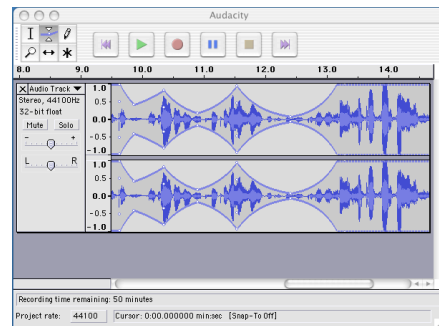 Audacity
8.0 9.0 10.0 11.0 12.0 13.0 14.0
X Audio Track
Stereo, 44100Hz
32-bit float
Mute Solo
- +
L R
1.0
0.5
0.0
-0.5
-1.0
1.0
0.5
0.0
-0.5
-1.0
Recording time remaining: 50 minutes
Project rate: 44100 Cursor: 0:00.000000 min:sec [Snap-To Off]